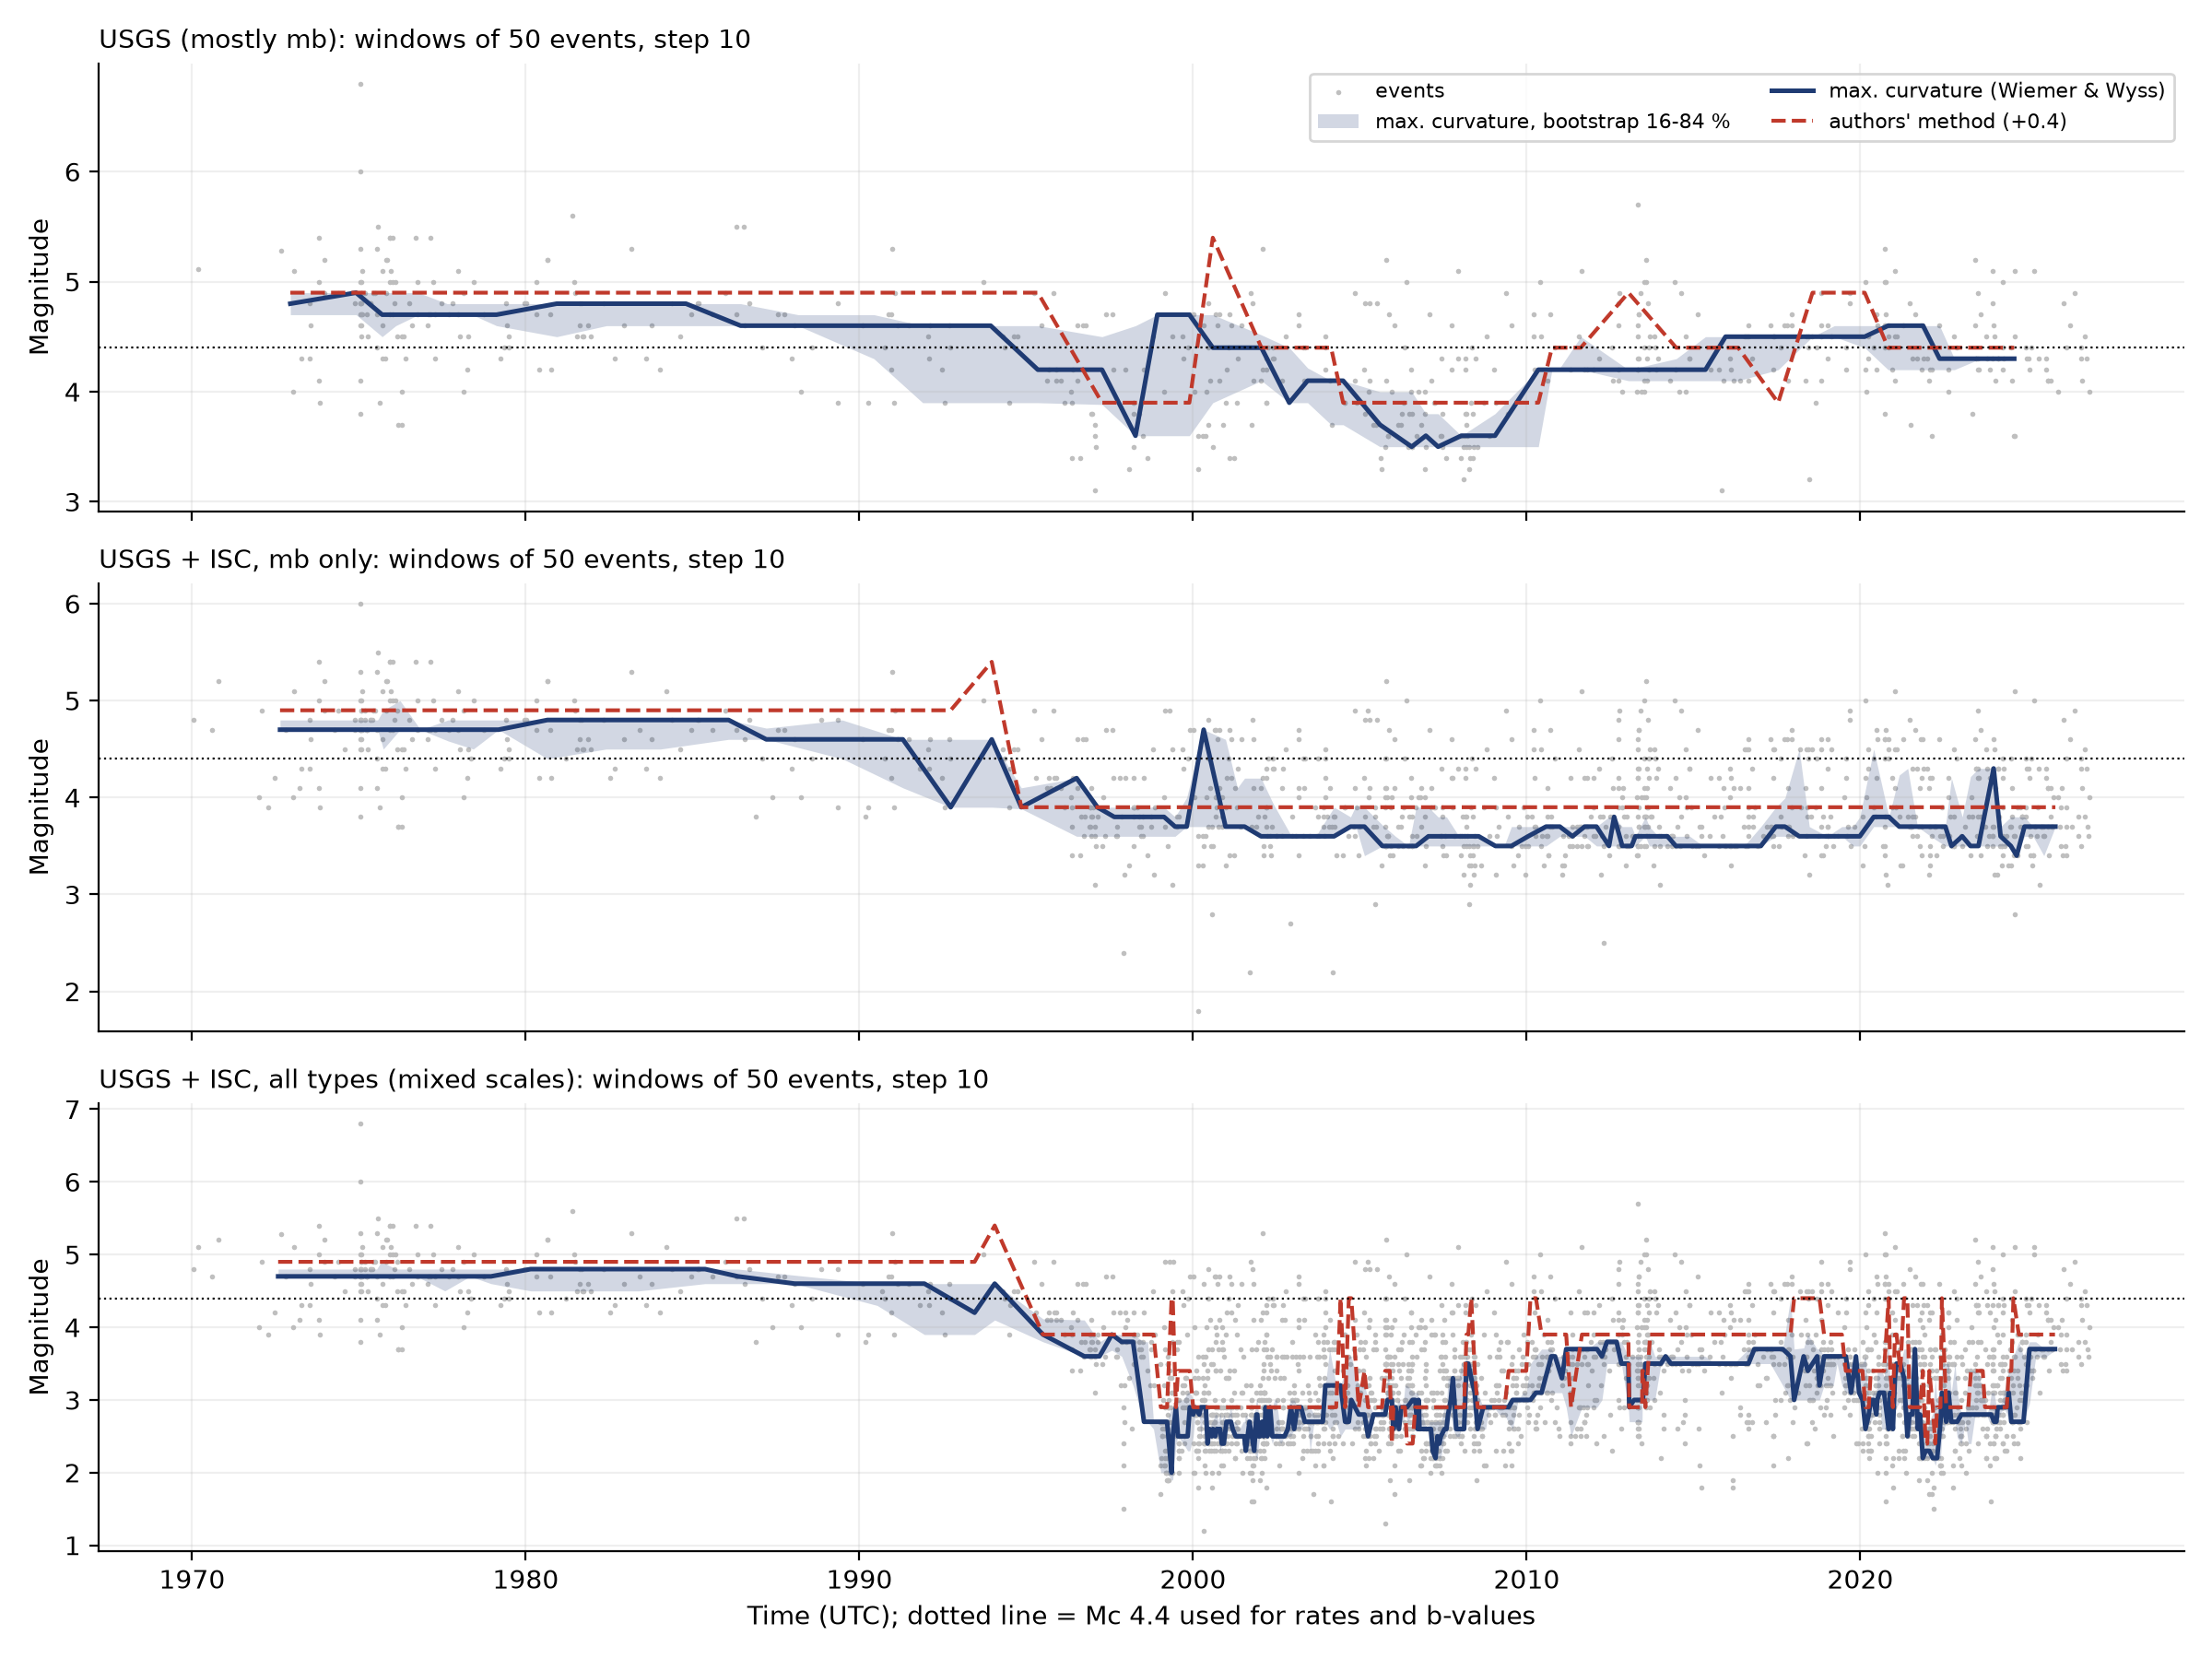 USGS (mostly mb): windows of 50 events, step 10
events
max. curvature, bootstrap 16-84 %
max. curvature (Wiemer & Wyss)
authors' method (+0.4)
Magnitude
6
5
4
3
USGS + ISC, mb only: windows of 50 events, step 10
Magnitude
6
5
4
3
2
USGS + ISC, all types (mixed scales): windows of 50 events, step 10
Magnitude
7
6
5
4
3
2
1
1970 1980 1990 2000 2010 2020
Time (UTC); dotted line = Mc 4.4 used for rates and b-values